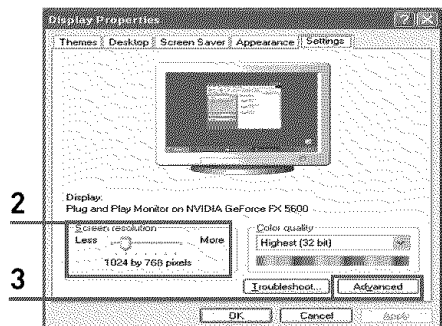 Display Properties
Themes Desktop Screen Saver Appearance Settings
Display:
Plug and Play Monitor on NVIDIA GeForce FX 5600
2
Screen resolution
Less More
1024 by 768 pixels
Color quality
Highest (32 bit)
3
Troubleshoot... Advanced
OK Cancel Apply